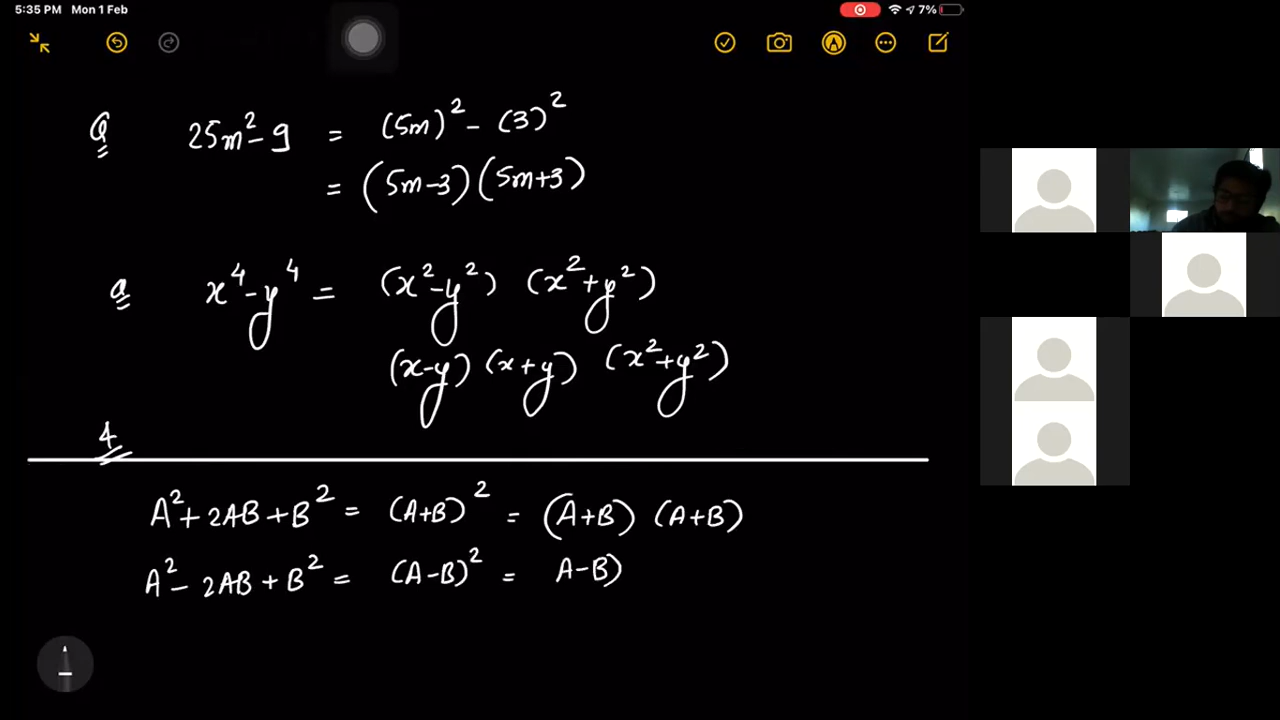 5:35 PM Mon 1 Feb 7%
Q 25m² - 9 = (5m)² - (3)²
= (5m-3) (5m+3)
Q x⁴ - y⁴ = (x² - y²) (x² + y²)
(x-y) (x+y) (x² + y²)
4
A² + 2AB + B² = (A+B)² = (A+B) (A+B)
A² - 2AB + B² = (A-B)² = A-B)